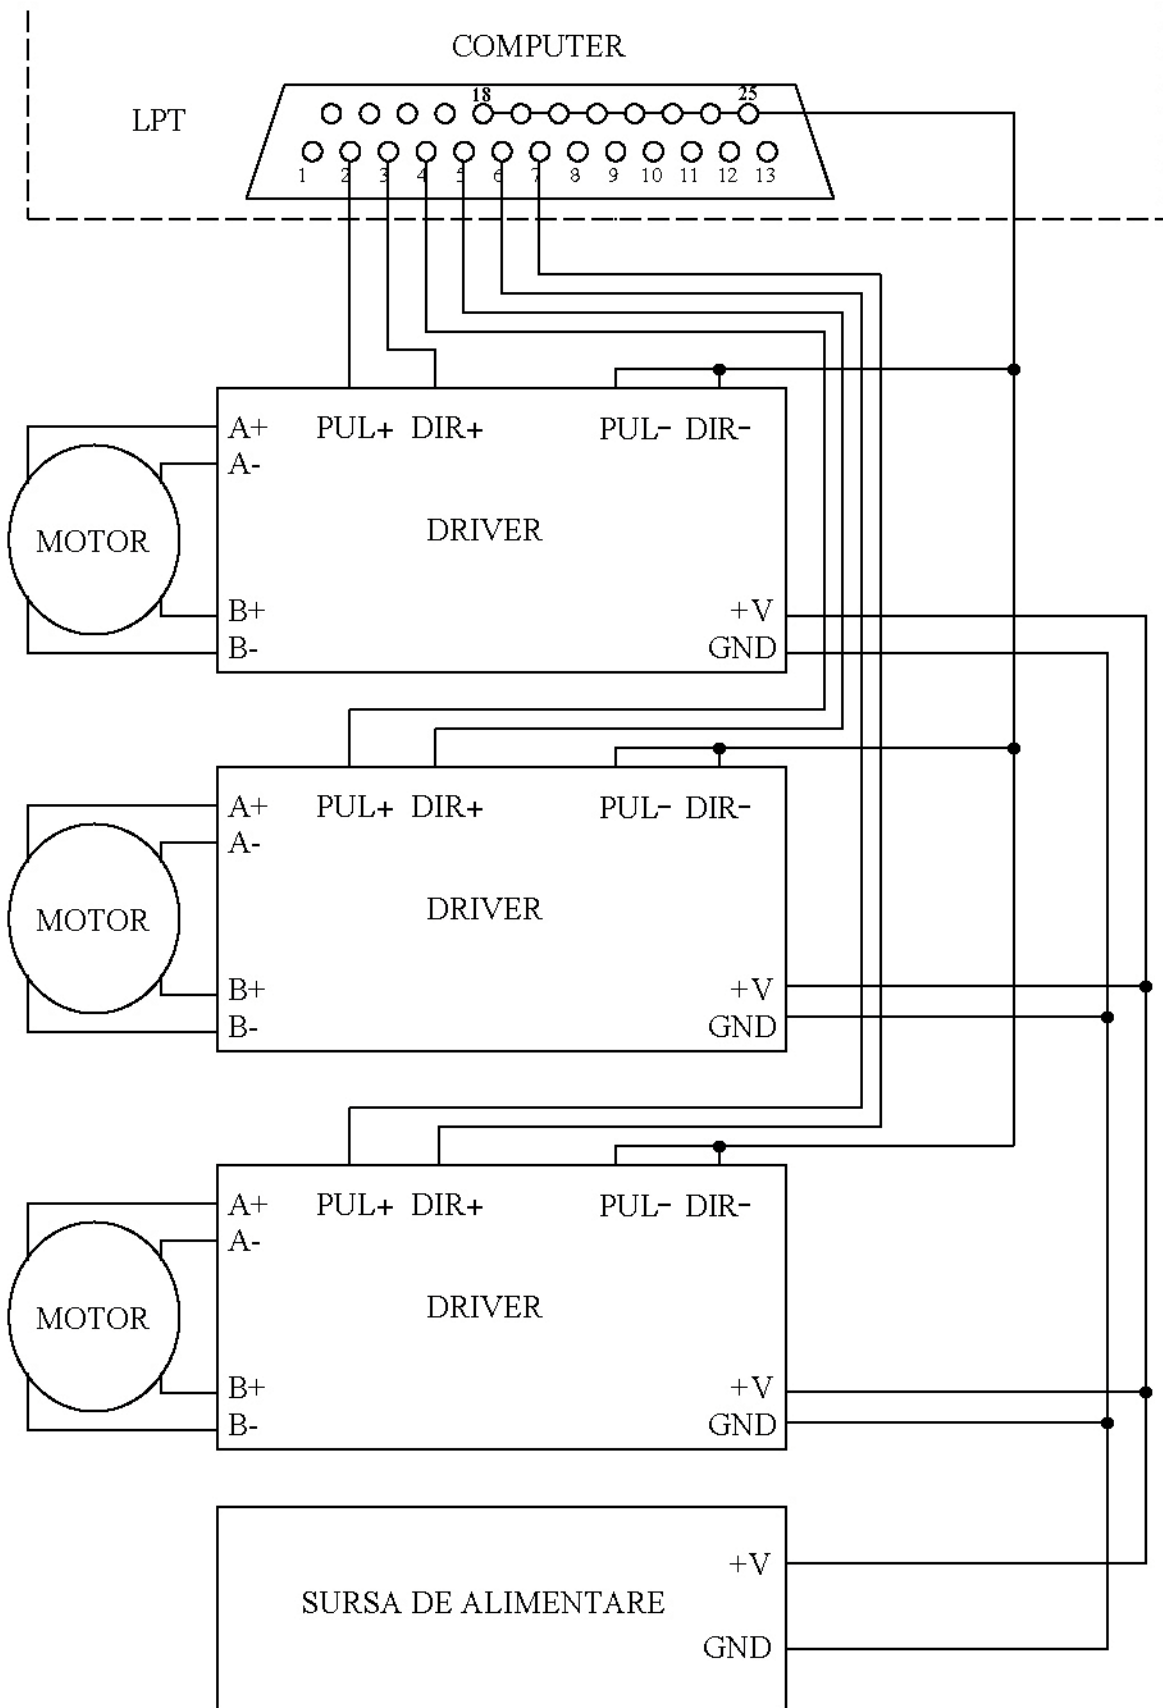 COMPUTER
LPT
18 25
1 2 3 4 5 6 7 8 9 10 11 12 13
A+ PUL+ DIR+ PUL- DIR-
A-
MOTOR DRIVER
B+ +V
B- GND
A+ PUL+ DIR+ PUL- DIR-
A-
MOTOR DRIVER
B+ +V
B- GND
A+ PUL+ DIR+ PUL- DIR-
A-
MOTOR DRIVER
B+ +V
B- GND
+V
SURSA DE ALIMENTARE
GND